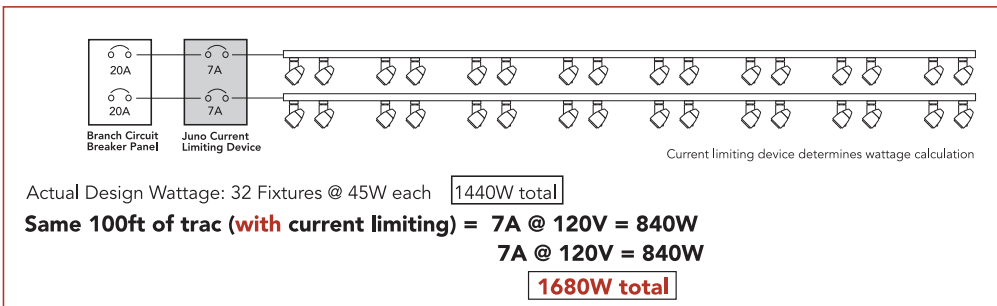 20A
7A
20A
7A
Branch Circuit
Breaker Panel
Juno Current
Limiting Device
Current limiting device determines wattage calculation
Actual Design Wattage: 32 Fixtures @ 45W each 1440W total
Same 100ft of trac (with current limiting) = 7A @ 120V = 840W
7A @ 120V = 840W
1680W total